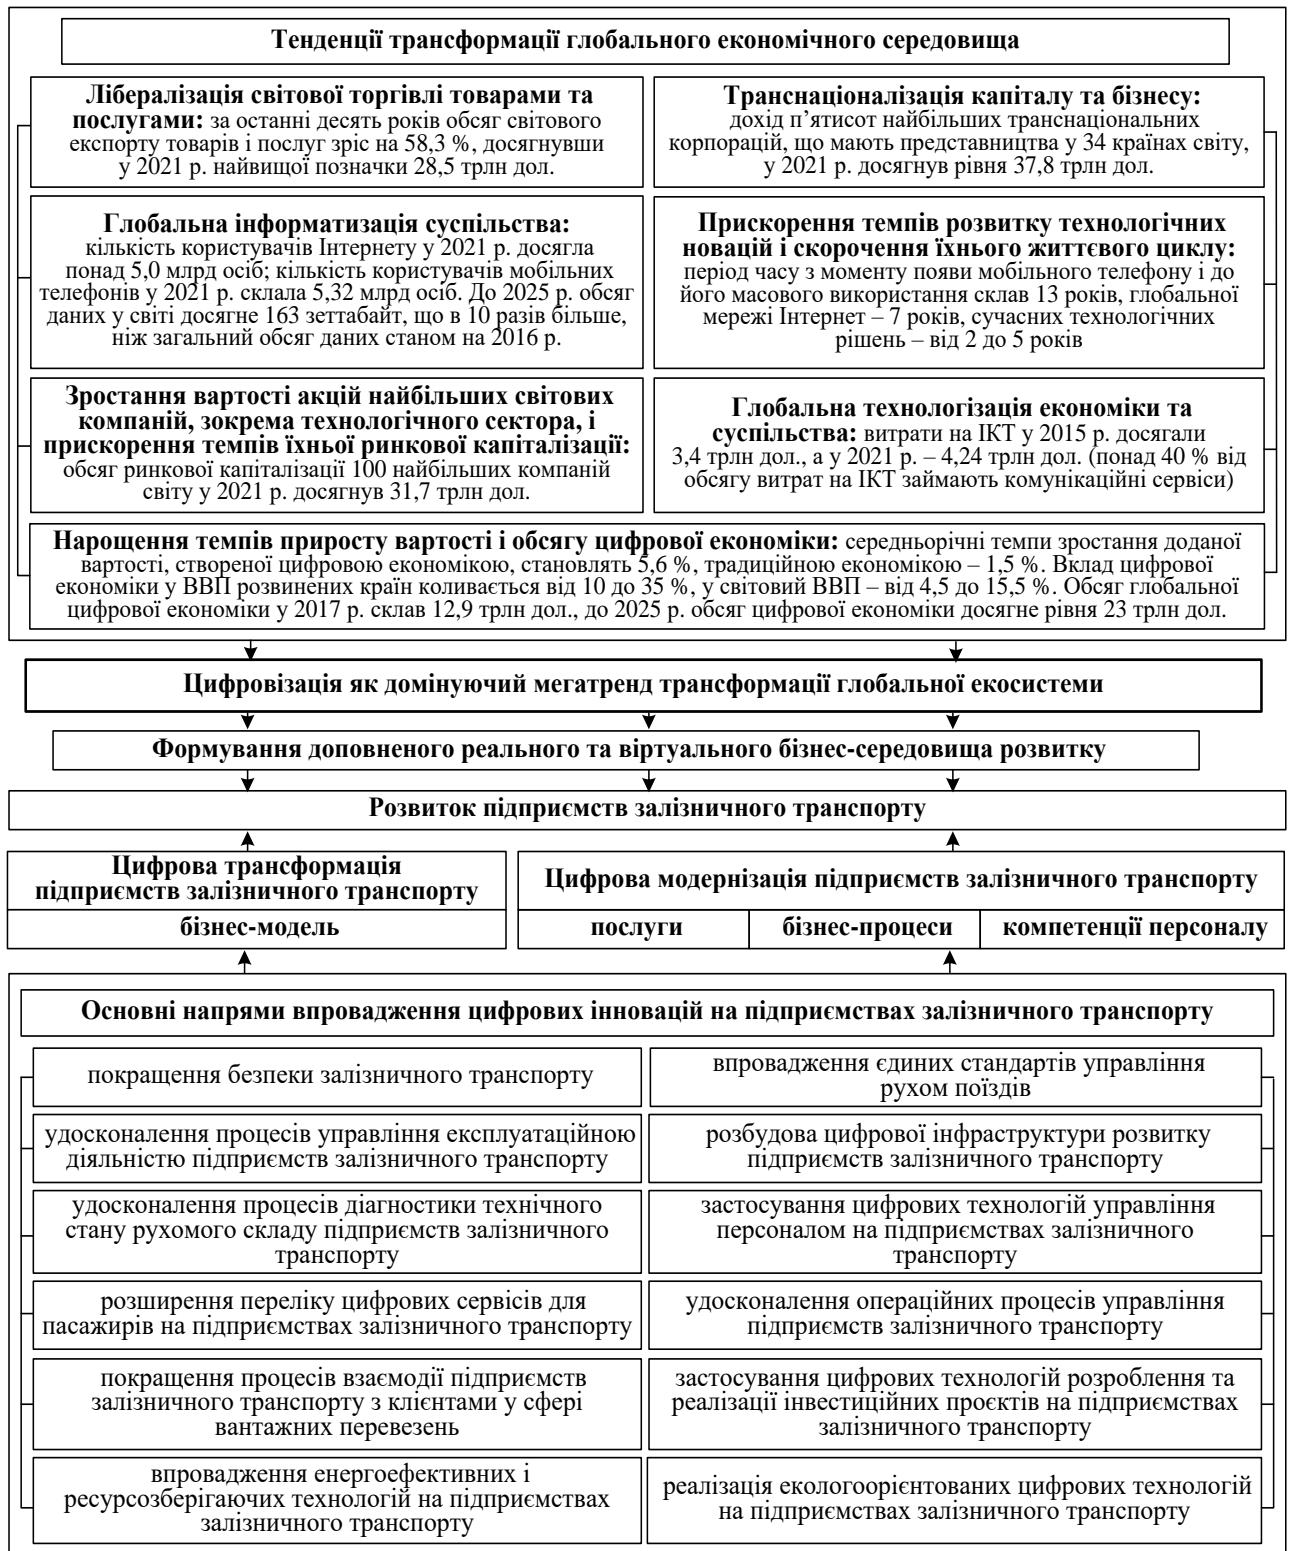 Тенденції трансформації глобального економічного середовища
Лібералізація світової торгівлі товарами та
послугами: за останні десять років обсяг світового
експорту товарів і послуг зріс на 58,3 %, досягнувши
у 2021 р. найвищої позначки 28,5 трлн дол.
Транснаціоналізація капіталу та бізнесу:
дохід п’ятисот найбільших транснаціональних
корпорацій, що мають представництва у 34 країнах світу,
у 2021 р. досягнув рівня 37,8 трлн дол.
Глобальна інформатизація суспільства:
кількість користувачів Інтернету у 2021 р. досягла
понад 5,0 млрд осіб; кількість користувачів мобільних
телефонів у 2021 р. склала 5,32 млрд осіб. До 2025 р. обсяг
даних у світі досягне 163 зеттабайт, що в 10 разів більше,
ніж загальний обсяг даних станом на 2016 р.
Прискорення темпів розвитку технологічних
новацій і скорочення їхнього життєвого циклу:
період часу з моменту появи мобільного телефону і до
його масового використання склав 13 років, глобальної
мережі Інтернет – 7 років, сучасних технологічних
рішень – від 2 до 5 років
Зростання вартості акцій найбільших світових
компаній, зокрема технологічного сектора, і
прискорення темпів їхньої ринкової капіталізації:
обсяг ринкової капіталізації 100 найбільших компаній
світу у 2021 р. досягнув 31,7 трлн дол.
Глобальна технологізація економіки та
суспільства: витрати на ІКТ у 2015 р. досягали
3,4 трлн дол., а у 2021 р. – 4,24 трлн дол. (понад 40 % від
обсягу витрат на ІКТ займають комунікаційні сервіси)
Нарощення темпів приросту вартості і обсягу цифрової економіки: середньорічні темпи зростання доданої
вартості, створеної цифровою економікою, становлять 5,6 %, традиційною економікою – 1,5 %. Вклад цифрової
економіки у ВВП розвинених країн коливається від 10 до 35 %, у світовий ВВП – від 4,5 до 15,5 %. Обсяг глобальної
цифрової економіки у 2017 р. склав 12,9 трлн дол., до 2025 р. обсяг цифрової економіки досягне рівня 23 трлн дол.
Цифровізація як домінуючий мегатренд трансформації глобальної екосистеми
Формування доповненого реального та віртуального бізнес-середовища розвитку
Розвиток підприємств залізничного транспорту
Цифрова трансформація
підприємств залізничного транспорту
бізнес-модель
Цифрова модернізація підприємств залізничного транспорту
послуги бізнес-процеси компетенції персоналу
Основні напрями впровадження цифрових інновацій на підприємствах залізничного транспорту
покращення безпеки залізничного транспорту
впровадження єдиних стандартів управління
рухом поїздів
удосконалення процесів управління експлуатаційною
діяльністю підприємств залізничного транспорту
розбудова цифрової інфраструктури розвитку
підприємств залізничного транспорту
удосконалення процесів діагностики технічного
стану рухомого складу підприємств залізничного
транспорту
застосування цифрових технологій управління
персоналом на підприємствах залізничного
транспорту
розширення переліку цифрових сервісів для
пасажирів на підприємствах залізничного транспорту
удосконалення операційних процесів управління
підприємств залізничного транспорту
покращення процесів взаємодії підприємств
залізничного транспорту з клієнтами у сфері
вантажних перевезень
застосування цифрових технологій розроблення та
реалізації інвестиційних проєктів на підприємствах
залізничного транспорту
впровадження енергоефективних і
ресурсозберігаючих технологій на підприємствах
залізничного транспорту
реалізація екологоорієнтованих цифрових технологій
на підприємствах залізничного транспорту